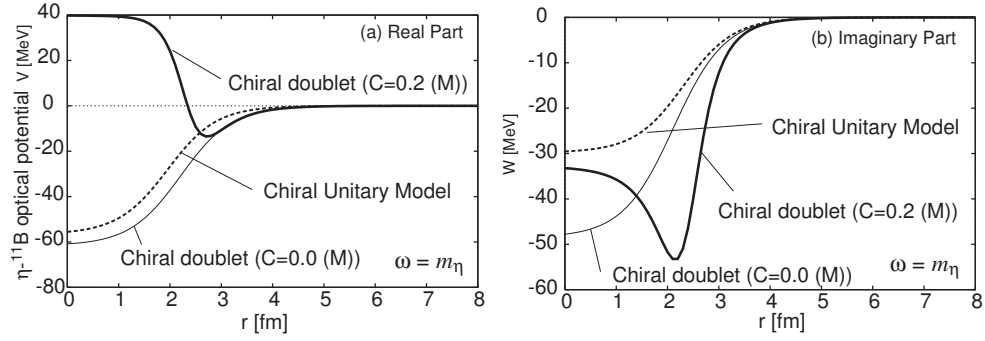 η-¹¹B optical potential V [MeV]
40
20
0
-20
-40
-60
80
0 1 2 3 4 5 6 7 8
r [fm]
(a) Real Part
Chiral doublet (C=0.2 (M))
Chiral Unitary Model
Chiral doublet (C=0.0 (M))
ω = mη
W [MeV]
0
-10
-20
-30
-40
-50
-60
0 1 2 3 4 5 6 7 8
r [fm]
(b) Imaginary Part
Chiral Unitary Model
Chiral doublet (C=0.2 (M))
Chiral doublet (C=0.0 (M))
ω = mη